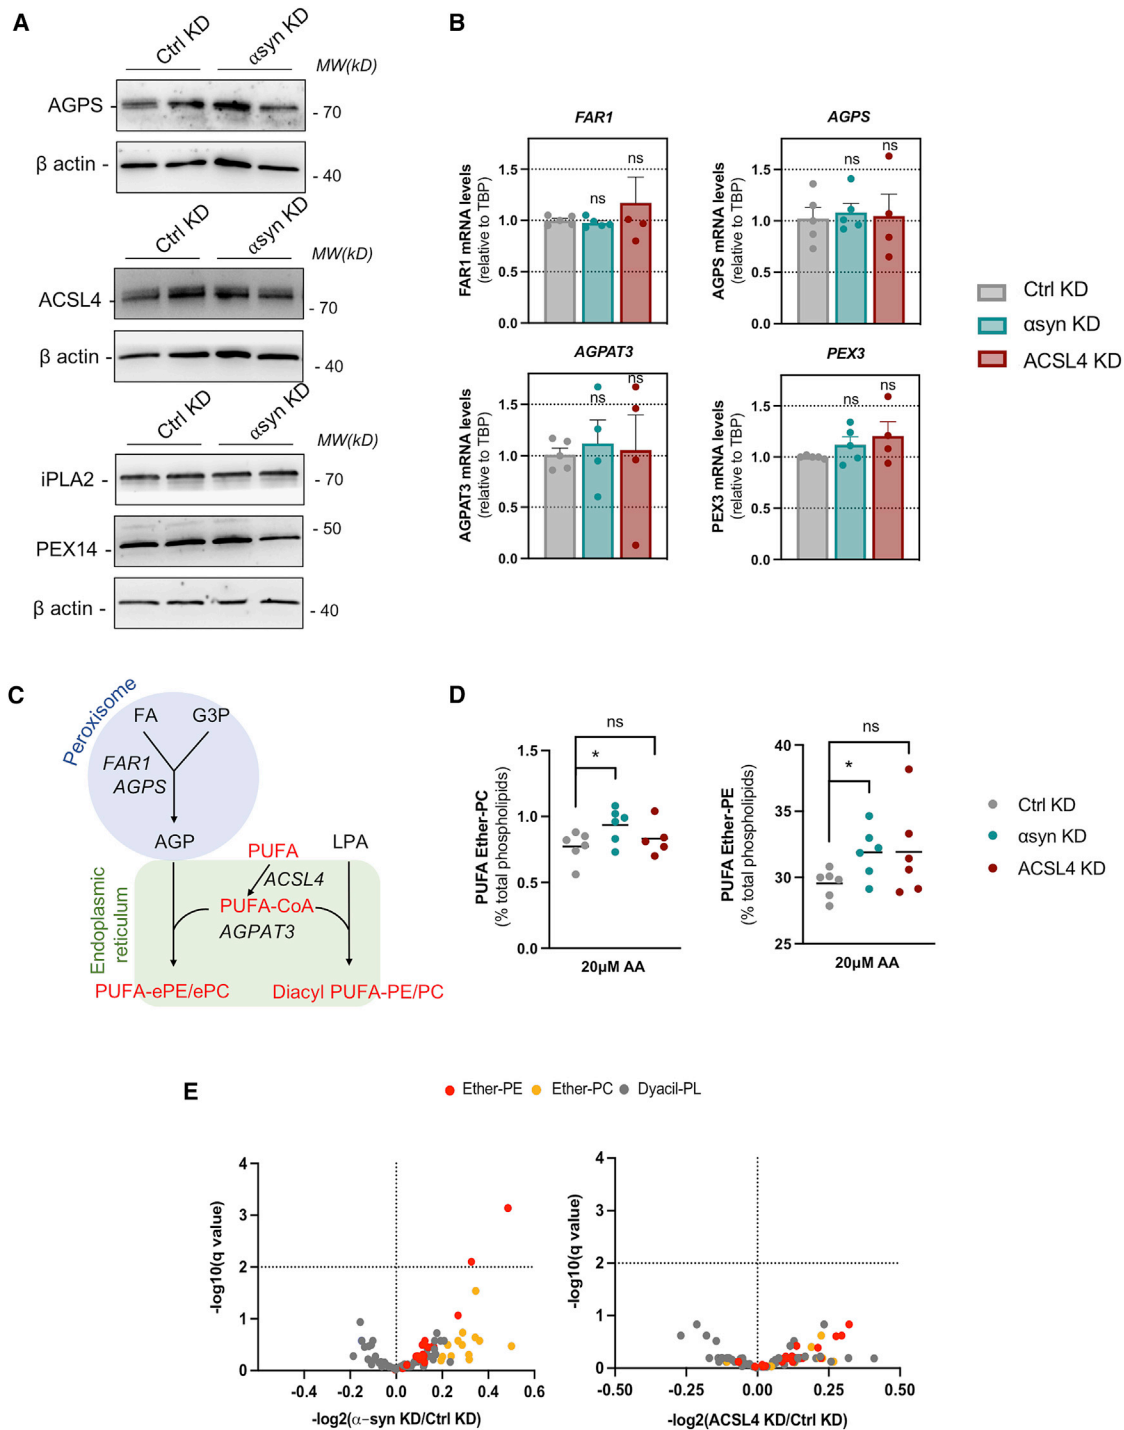 A
Ctrl KD
αsyn KD
MW(kD)
AGPS -
- 70
β actin -
- 40
Ctrl KD
αsyn KD
MW(kD)
ACSL4 -
- 70
β actin -
- 40
Ctrl KD
αsyn KD
MW(kD)
iPLA2 -
- 70
- 50
PEX14 -
β actin -
- 40
B
FAR1
FAR1 mRNA levels
(relative to TBP)
1.5
1.0
0.5
0.0
ns
ns
AGPS
AGPS mRNA levels
(relative to TBP)
1.5
1.0
0.5
0.0
ns
ns
AGPAT3
AGPAT3 mRNA levels
(relative to TBP)
1.5
1.0
0.5
0.0
ns
ns
PEX3
PEX3 mRNA levels
(relative to TBP)
1.5
1.0
0.5
0.0
ns
ns
Ctrl KD
αsyn KD
ACSL4 KD
C
Peroxisome
FA
G3P
FAR1
AGPS
AGP
PUFA
LPA
ACSL4
PUFA-CoA
AGPAT3
Endoplasmic
reticulum
PUFA-ePE/ePC
Diacyl PUFA-PE/PC
D
PUFA Ether-PC
(% total phospholipids)
1.5
1.0
0.5
0.0
ns
*
20μM AA
PUFA Ether-PE
(% total phospholipids)
40
35
30
25
ns
*
20μM AA
Ctrl KD
αsyn KD
ACSL4 KD
E
Ether-PE
Ether-PC
Dyacil-PL
-log10(q value)
4
3
2
1
0
-0.4
-0.2
0.0
0.2
0.4
0.6
-log2(α-syn KD/Ctrl KD)
-log10(q value)
4
3
2
1
0
-0.50
-0.25
0.00
0.25
0.50
-log2(ACSL4 KD/Ctrl KD)